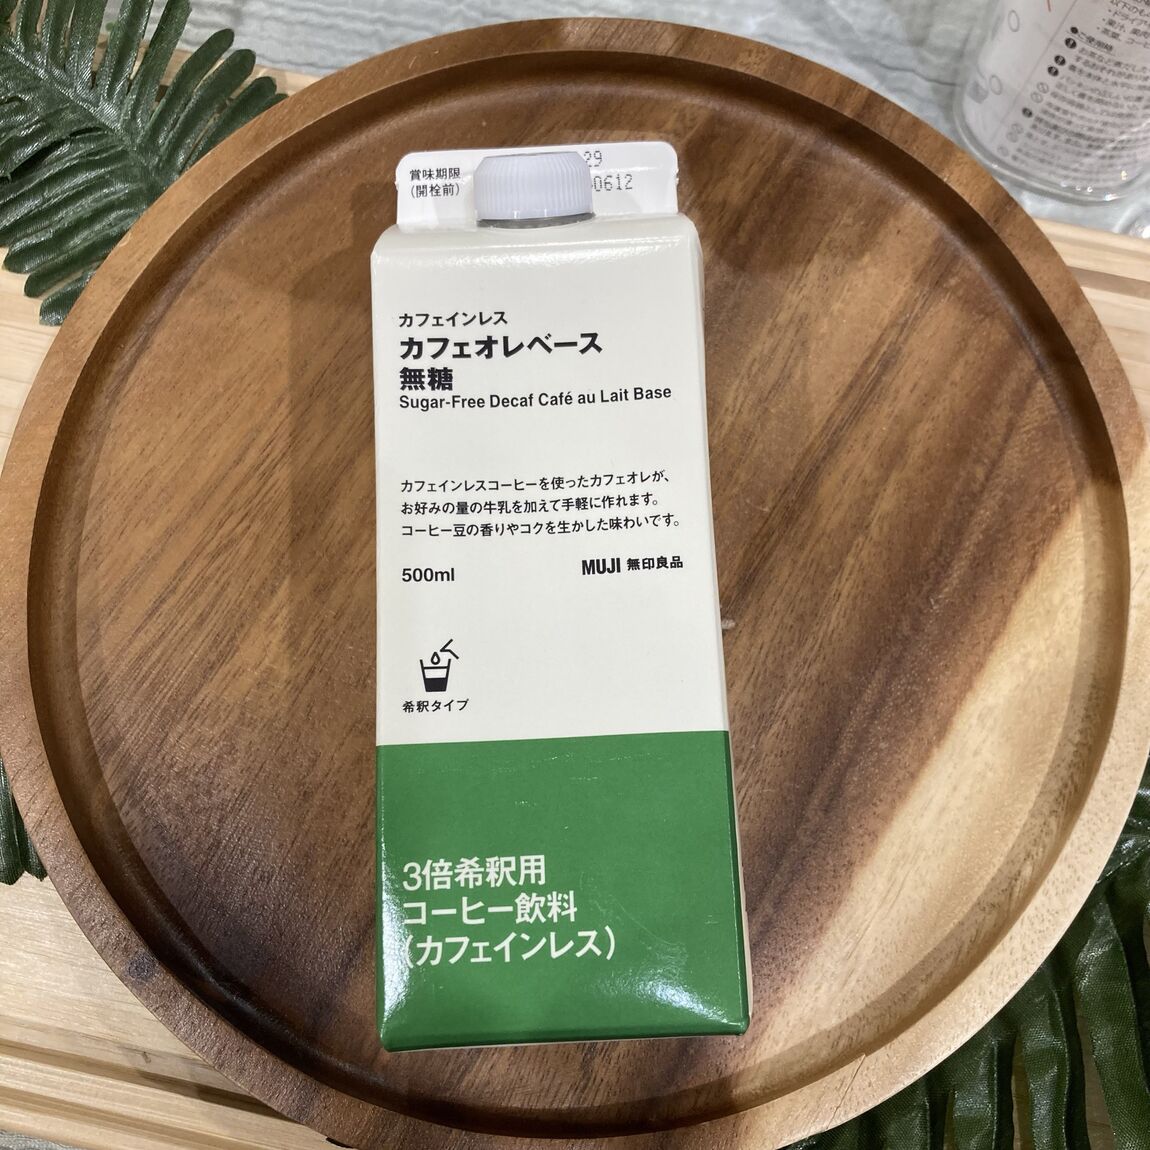 賞味期限
(開栓前)
29
0612
カフェインレス
カフェオレベース
無糖
Sugar-Free Decaf Café au Lait Base
カフェインレスコーヒーを使ったカフェオレが、
お好みの量の牛乳を加えて手軽に作れます。
コーヒー豆の香りやコクを生かした味わいです。
500ml
MUJI 無印良品
希釈タイプ
3倍希釈用
コーヒー飲料
(カフェインレス)